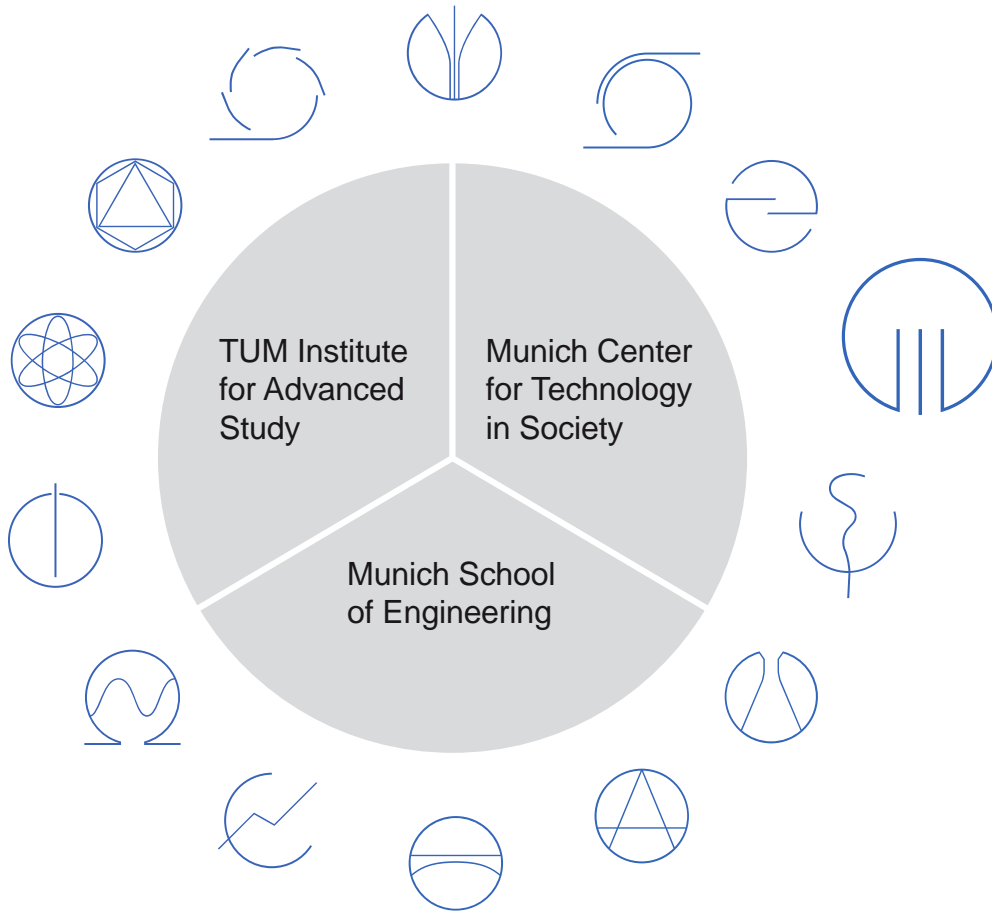 TUM Institute
for Advanced
Study
Munich Center
for Technology
in Society
Munich School
of Engineering